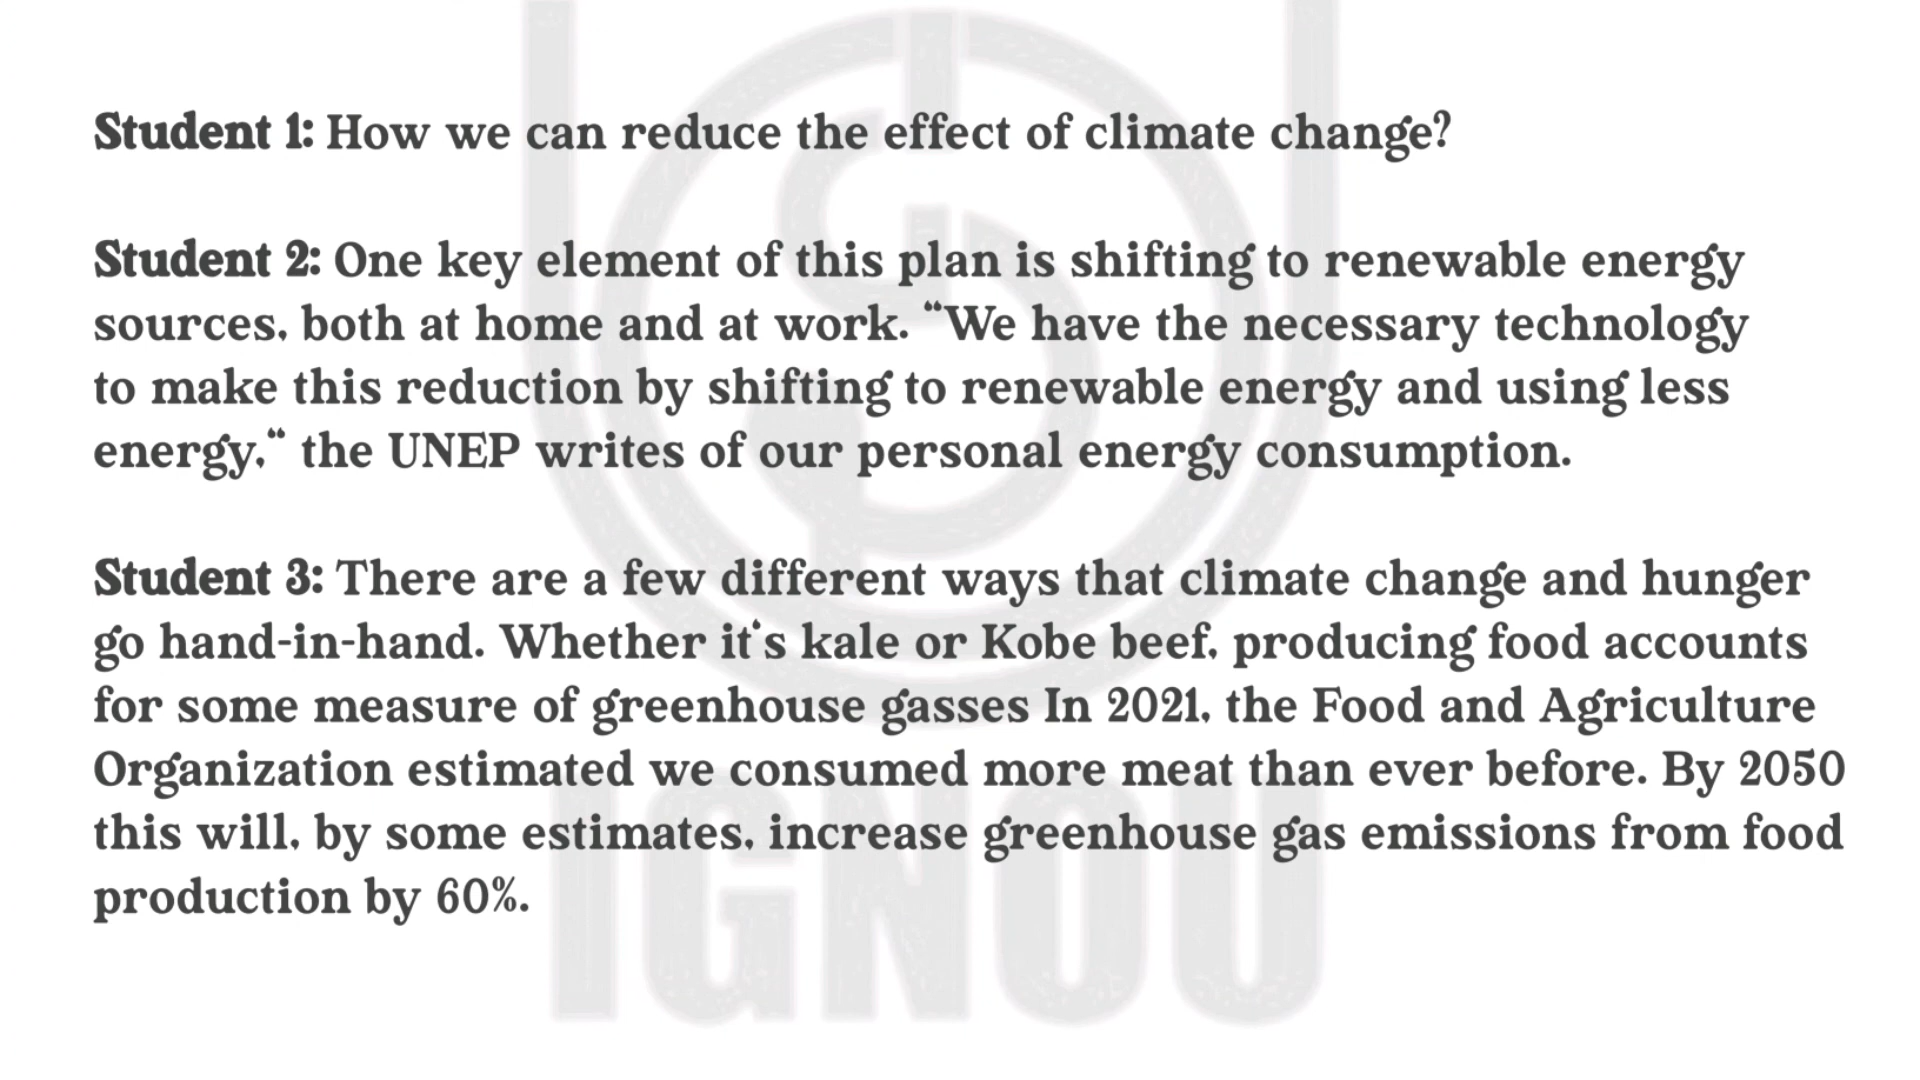 Student 1: How we can reduce the effect of climate change?
Student 2: One key element of this plan is shifting to renewable energy
sources, both at home and at work. “We have the necessary technology
to make this reduction by shifting to renewable energy and using less
energy,“ the UNEP writes of our personal energy consumption.
Student 3: There are a few different ways that climate change and hunger
go hand-in-hand. Whether it‘s kale or Kobe beef, producing food accounts
for some measure of greenhouse gasses In 2021, the Food and Agriculture
Organization estimated we consumed more meat than ever before. By 2050
this will, by some estimates, increase greenhouse gas emissions from food
production by 60%.
IGNOU